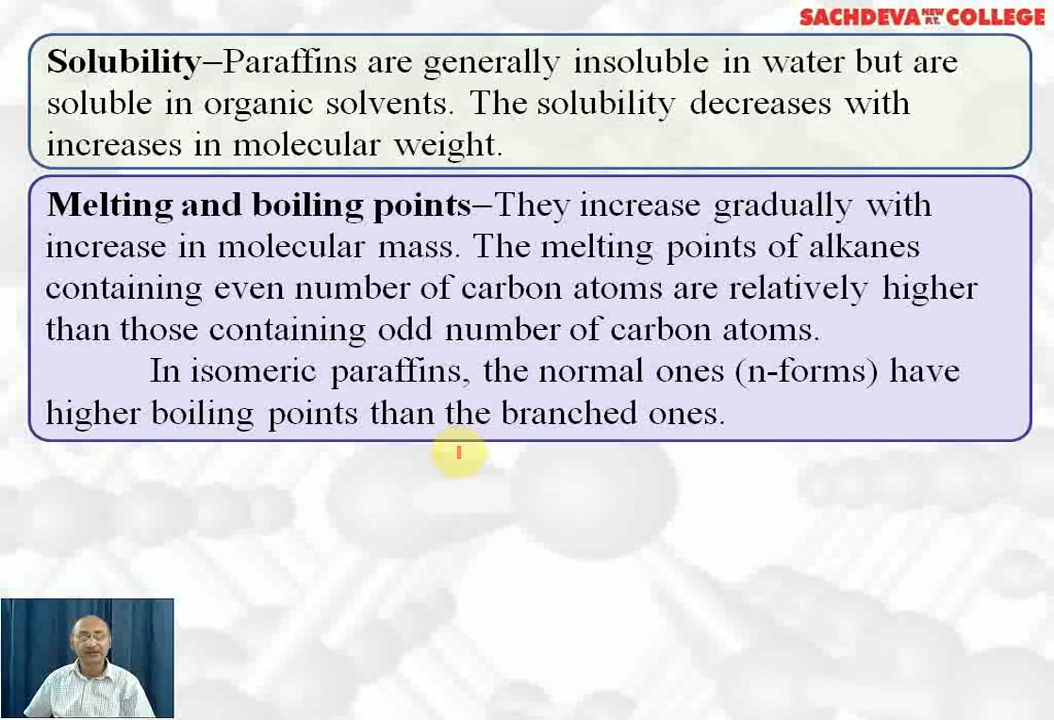 SACHDEVA NEW P.T. COLLEGE
Solubility–Paraffins are generally insoluble in water but are
soluble in organic solvents. The solubility decreases with
increases in molecular weight.
Melting and boiling points–They increase gradually with
increase in molecular mass. The melting points of alkanes
containing even number of carbon atoms are relatively higher
than those containing odd number of carbon atoms.
In isomeric paraffins, the normal ones (n-forms) have
higher boiling points than the branched ones.